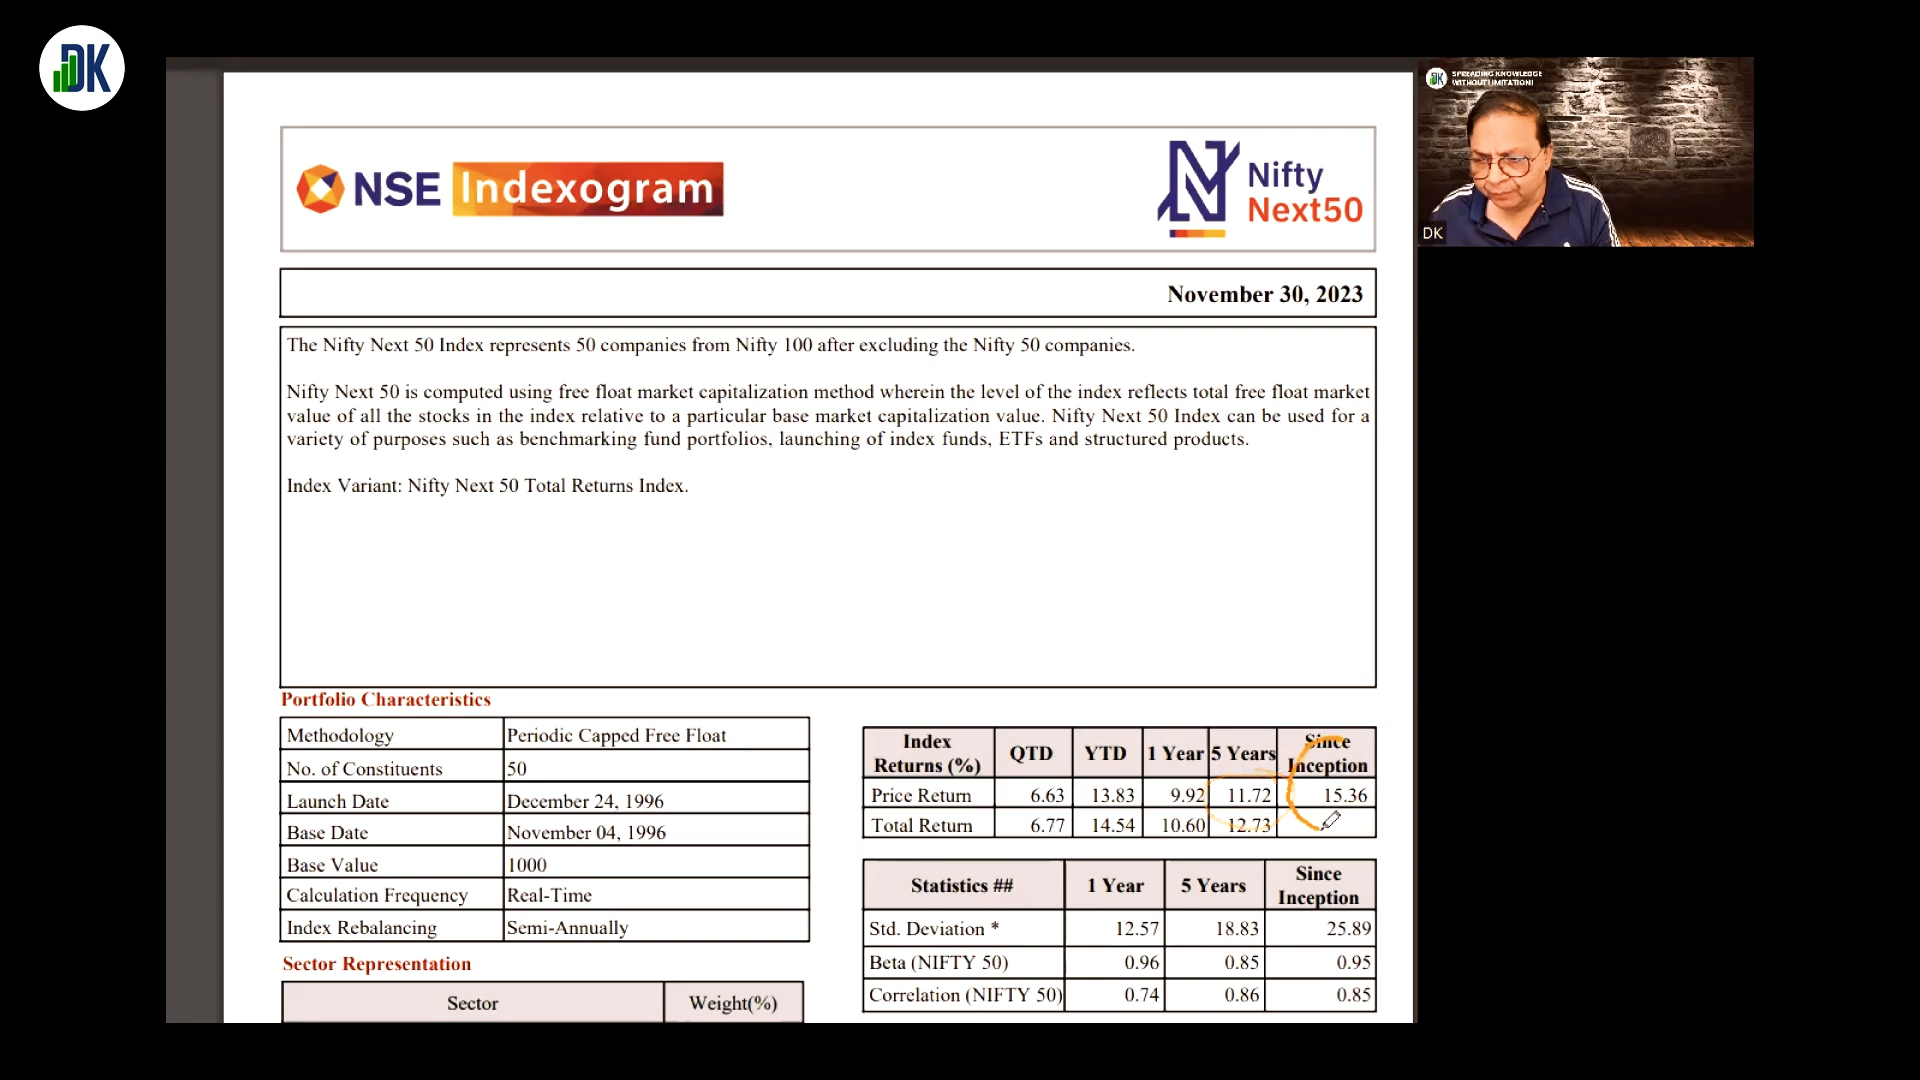 DK
NSE Indexogram
Nifty
Next50
November 30, 2023
The Nifty Next 50 Index represents 50 companies from Nifty 100 after excluding the Nifty 50 companies.
Nifty Next 50 is computed using free float market capitalization method wherein the level of the index reflects total free float market
value of all the stocks in the index relative to a particular base market capitalization value. Nifty Next 50 Index can be used for a
variety of purposes such as benchmarking fund portfolios, launching of index funds, ETFs and structured products.
Index Variant: Nifty Next 50 Total Returns Index.
Portfolio Characteristics
Methodology Periodic Capped Free Float
No. of Constituents 50
Launch Date December 24, 1996
Base Date November 04, 1996
Base Value 1000
Calculation Frequency Real-Time
Index Rebalancing Semi-Annually
Sector Representation
Sector Weight(%)
Index Returns (%) QTD YTD 1 Year 5 Years Since Inception
Price Return 6.63 13.83 9.92 11.72 15.36
Total Return 6.77 14.54 10.60 12.73
Statistics ## 1 Year 5 Years Since Inception
Std. Deviation * 12.57 18.83 25.89
Beta (NIFTY 50) 0.96 0.85 0.95
Correlation (NIFTY 50) 0.74 0.86 0.85
DK SPREADING KNOWLEDGE
WITHOUT LIMITATION!
DK